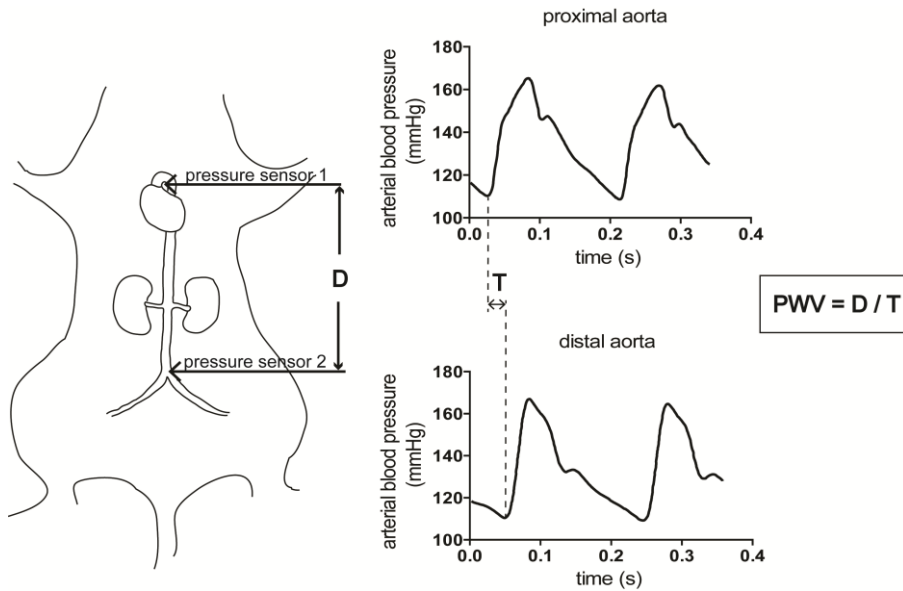 pressure sensor 1
D
pressure sensor 2
proximal aorta
arterial blood pressure
(mmHg)
180
160
140
120
100
0.0 0.1 0.2 0.3 0.4
time (s)
T
distal aorta
arterial blood pressure
(mmHg)
180
160
140
120
100
0.0 0.1 0.2 0.3 0.4
time (s)
PWV = D / T